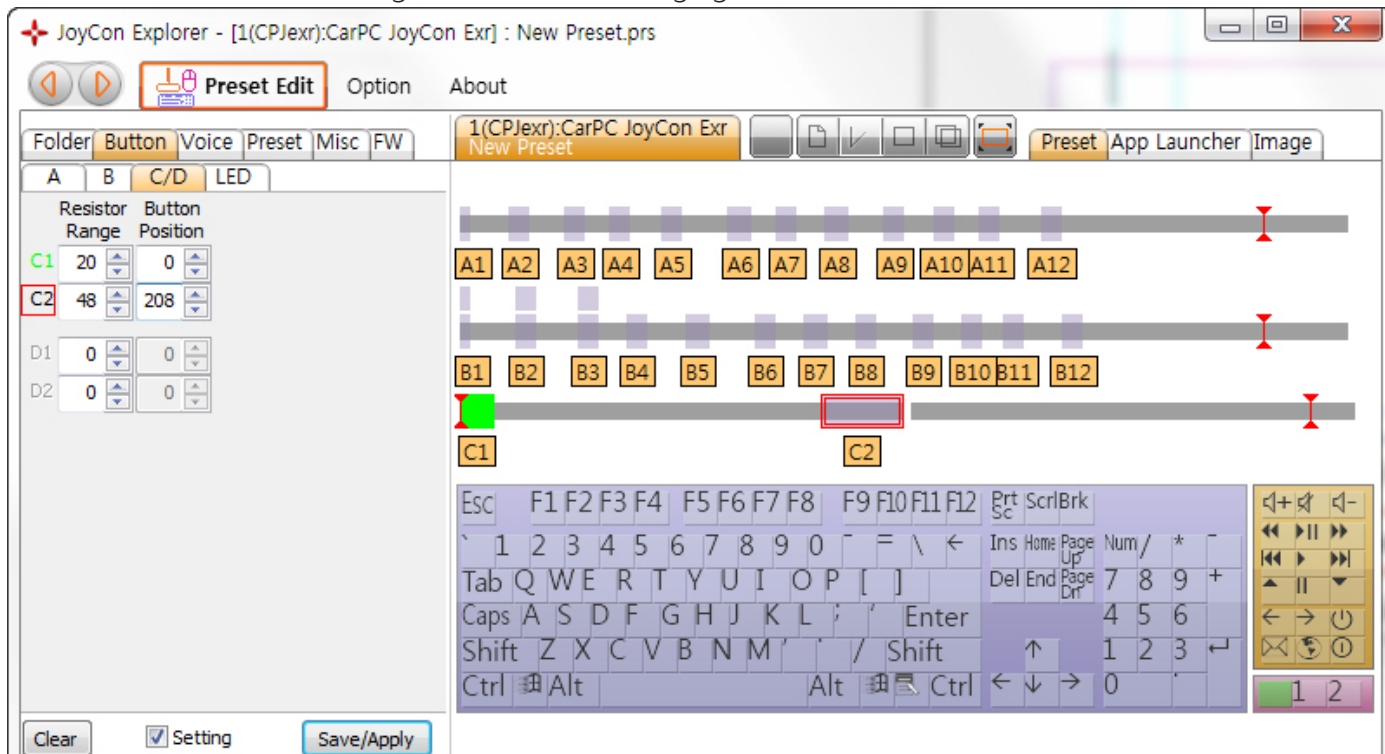 JoyCon Explorer - [1(CPJexr):CarPC JoyCon Exr] : New Preset.prs
Preset Edit Option About
Folder Button Voice Preset Misc FW
1(CPJexr):CarPC JoyCon Exr
New Preset
Preset App Launcher Image
A B C/D LED
Resistor Range Button Position
C1 20 0
C2 48 208
D1 0 0
D2 0 0
A1 A2 A3 A4 A5 A6 A7 A8 A9 A10 A11 A12
B1 B2 B3 B4 B5 B6 B7 B8 B9 B10 B11 B12
C1 C2
Esc F1 F2 F3 F4 F5 F6 F7 F8 F9 F10 F11 F12 Prt Sc Scrl Brk
` 1 2 3 4 5 6 7 8 9 0 - = \ ← Ins Home Page Up Num / * -
Tab Q W E R T Y U I O P [ ] Del End Page Dn 7 8 9 +
Caps A S D F G H J K L ; ' Enter 4 5 6
Shift Z X C V B N M / Shift ↑ 1 2 3 ↵
Ctrl Alt Alt Ctrl ← ↓ → 0 .
1 2
Clear Setting Save/Apply